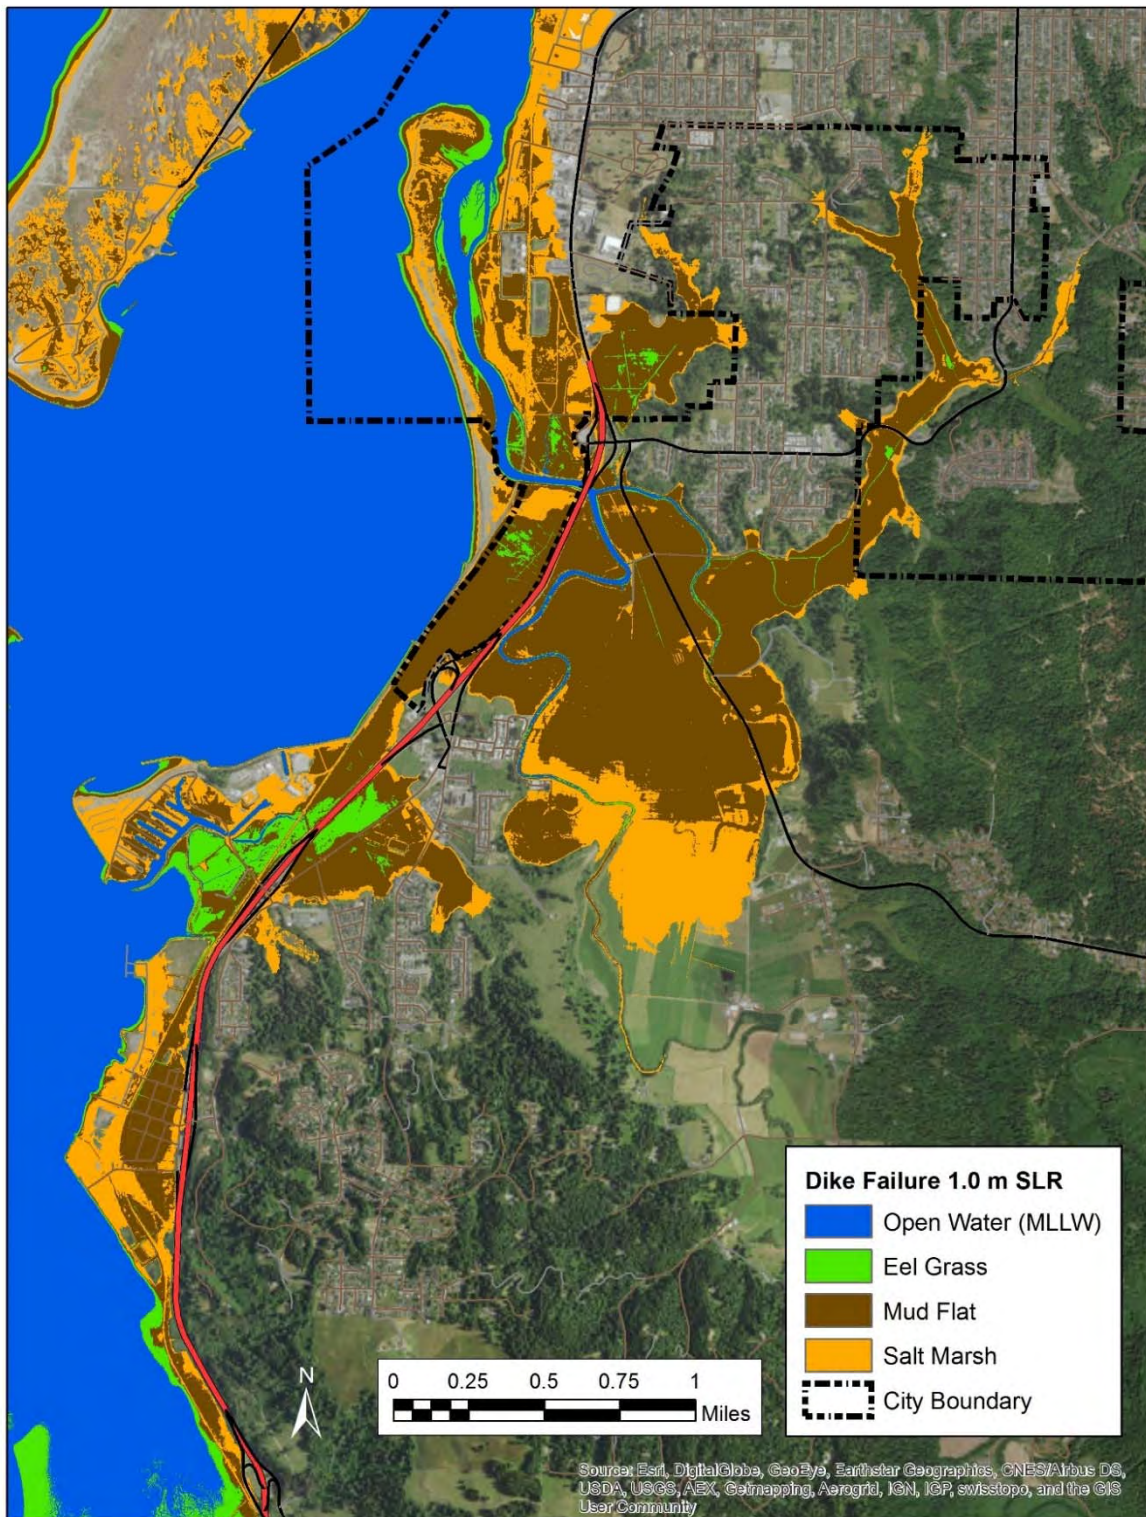 Dike Failure 1.0 m SLR
Open Water (MLLW)
Eel Grass
Mud Flat
Salt Marsh
City Boundary
N
0 0.25 0.5 0.75 1
Miles
Source: Esri, DigitalGlobe, GeoEye, Earthstar Geographics, CNES/Airbus DS,
USDA, USGS, AEX, Getmapping, Aerogrid, IGN, IGP, swisstopo, and the GIS
User Community